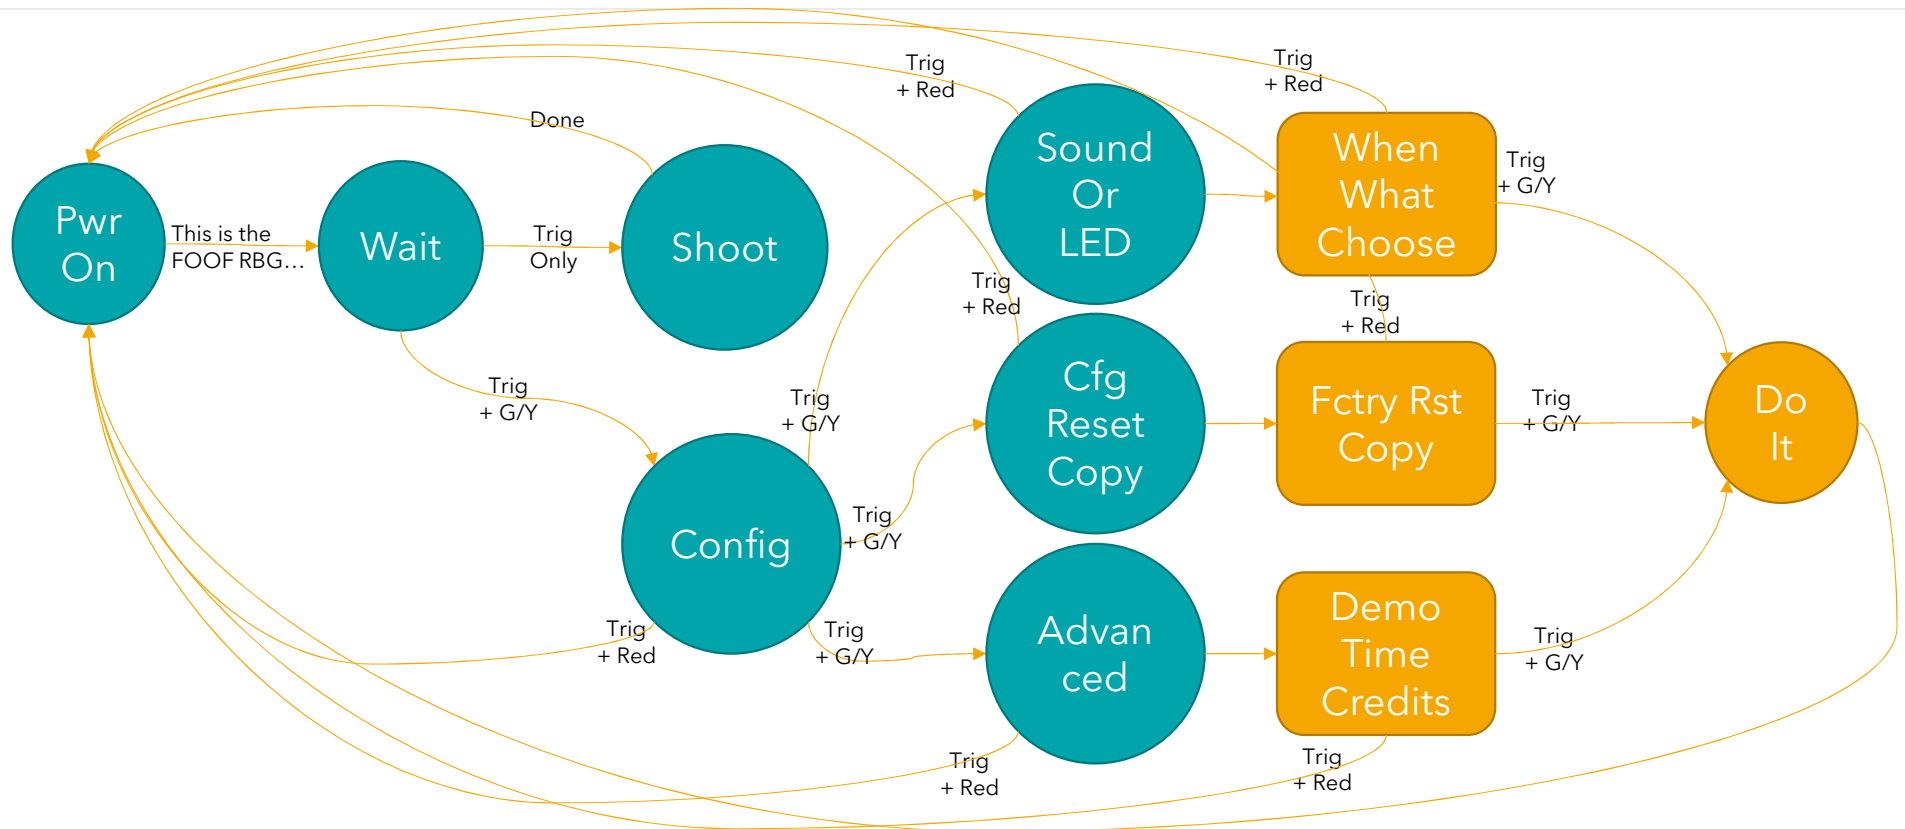 Trig
+ Red
Trig
+ Red
Done
Pwr
On
This is the
FOOF RBG...
Wait
Trig
Only
Shoot
Sound
Or
LED
When
What
Choose
Trig
+ G/Y
Trig
+ Red
Trig
+ Red
Trig
+ G/Y
Trig
+ G/Y
Cfg
Reset
Copy
Fctry Rst
Copy
Trig
+ G/Y
Do
It
Config
Trig
+ G/Y
Trig
+ Red
Trig
+ G/Y
Advan
ced
Demo
Time
Credits
Trig
+ G/Y
Trig
+ Red
Trig
+ Red